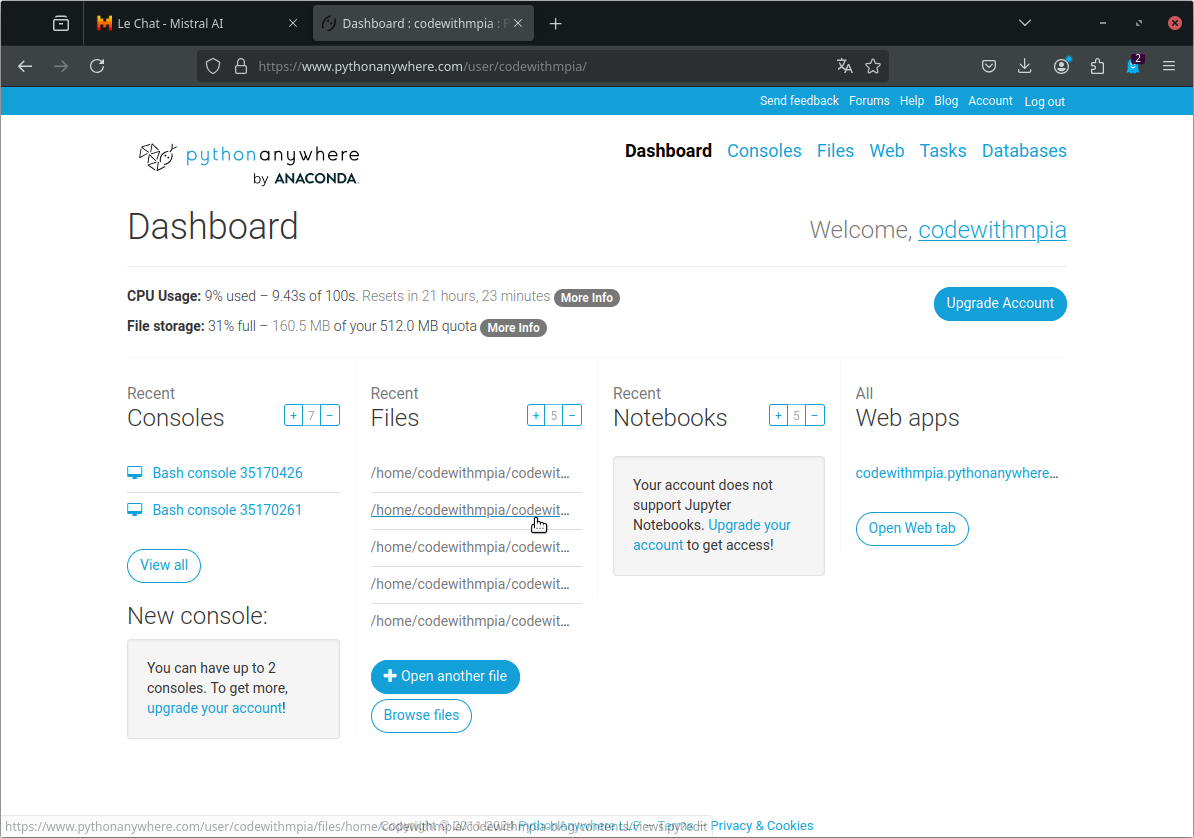 Le Chat - Mistral AI
Dashboard : codewithmpia :
https://www.pythonanywhere.com/user/codewithmpia/
2
Send feedback Forums Help Blog Account Log out
pythonanywhere
by ANACONDA.
Dashboard Consoles Files Web Tasks Databases
Dashboard
Welcome, codewithmpia
CPU Usage: 9% used – 9.43s of 100s. Resets in 21 hours, 23 minutes More Info
File storage: 31% full – 160.5 MB of your 512.0 MB quota More Info
Upgrade Account
Recent
Consoles
+ 7 −
Bash console 35170426
Bash console 35170261
View all
New console:
You can have up to 2
consoles. To get more,
upgrade your account!
Recent
Files
+ 5 −
/home/codewithmpia/codewit…
/home/codewithmpia/codewit…
/home/codewithmpia/codewit…
/home/codewithmpia/codewit…
/home/codewithmpia/codewit…
Open another file
Browse files
Recent
Notebooks
+ 5 −
Your account does not
support Jupyter
Notebooks. Upgrade your
account to get access!
All
Web apps
codewithmpia.pythonanywhere…
Open Web tab
https://www.pythonanywhere.com/user/codewithmpia/files/home/codewithmpia/codewithmpia-blog/contents/views.py?edit
Privacy & Cookies